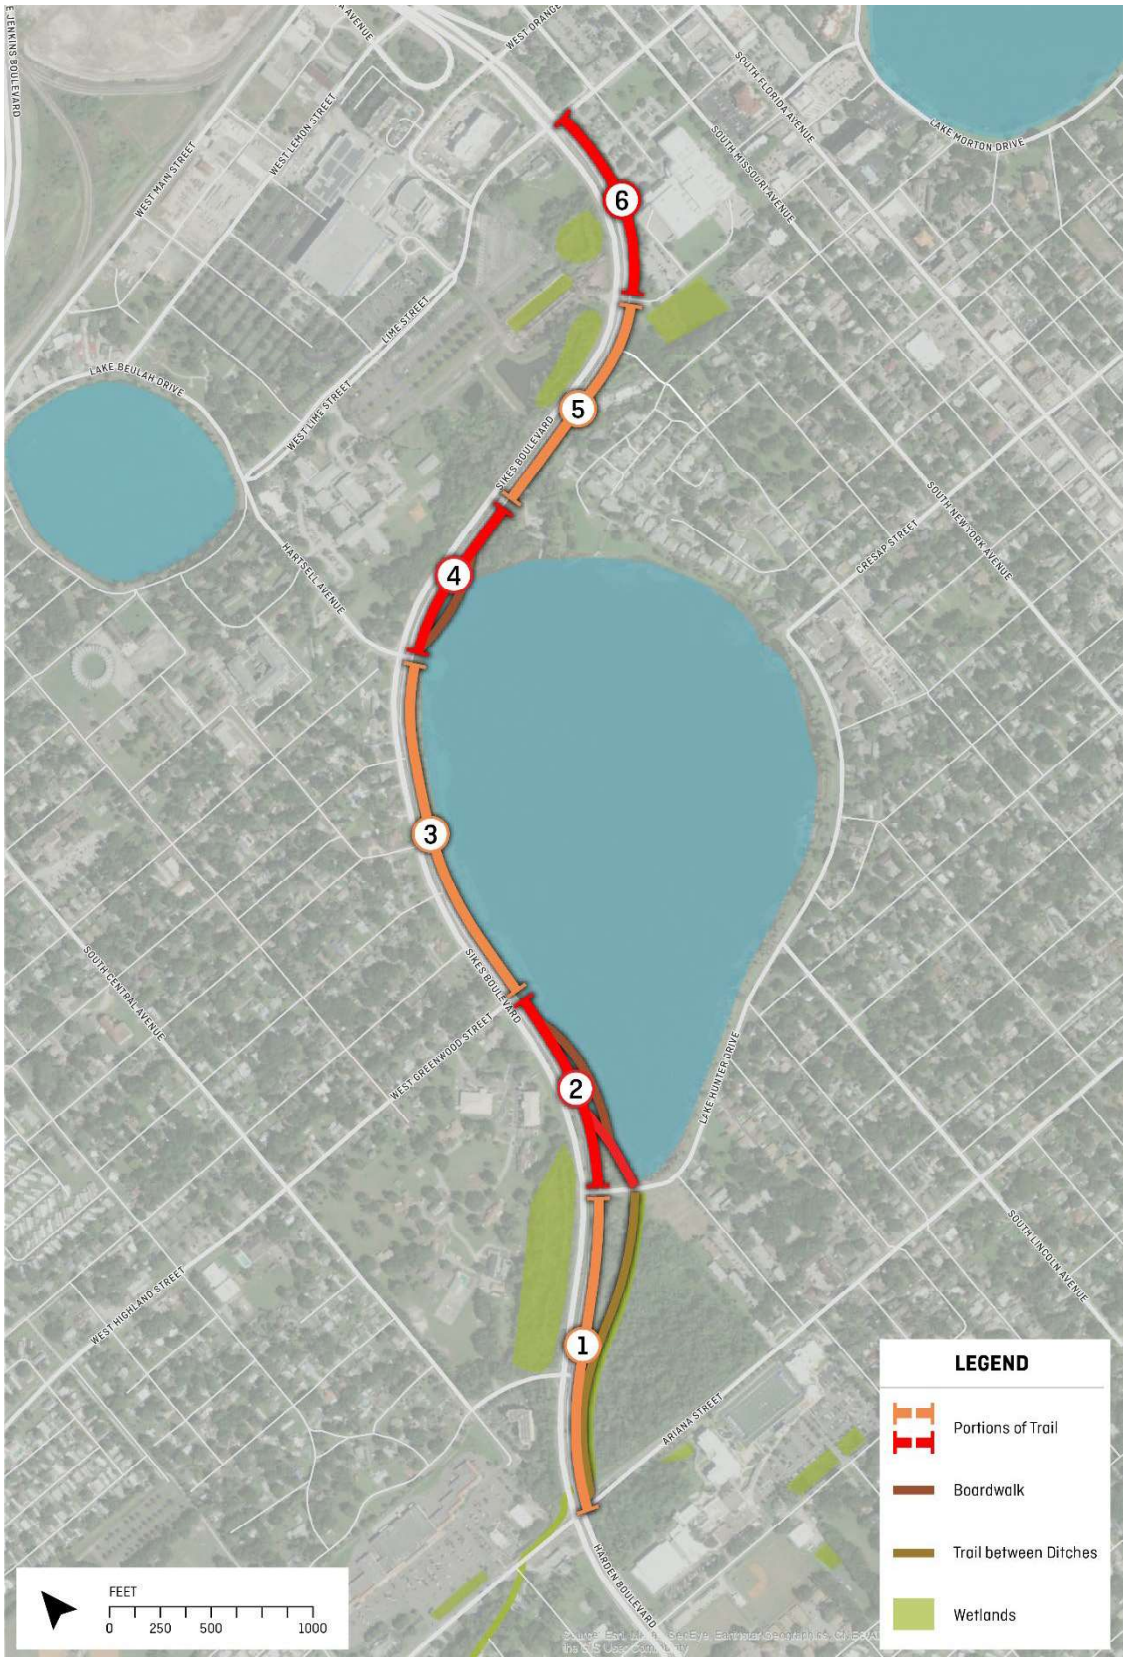 E JENKINS BOULEVARD
K AVENUE
WEST ORANGE
WEST LEMON STREET
WEST MAIN STREET
SOUTH FLORIDA AVENUE
LAKE MORTON DRIVE
SOUTH MISSOURI AVENUE
6
LIME STREET
LAKE BEULAH DRIVE
WEST LIME STREET
5
SIKES BOULEVARD
SOUTH NEW YORK AVENUE
CRESAP STREET
HARTSELL AVENUE
4
3
SOUTH CENTRAL AVENUE
SIKES BOULEVARD
WEST GREENWOOD STREET
2
LAKE HUNTER DRIVE
WEST HIGHLAND STREET
SOUTH LINCOLN AVENUE
1
ARIANA STREET
HARDEN BOULEVARD
LEGEND
Portions of Trail
Boardwalk
Trail between Ditches
Wetlands
FEET
0 250 500 1000
Source: Esri,
Earthstar Geographics,